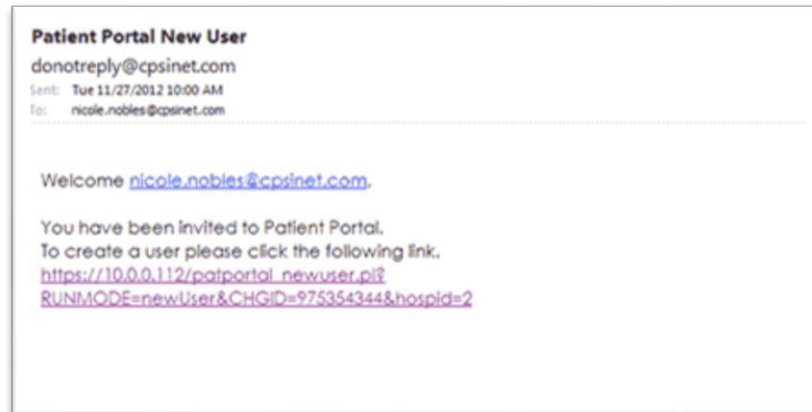 Patient Portal New User
donotreply@cpsinet.com
Sent: Tue 11/27/2012 10:00 AM
To: nicole.nobles@cpsinet.com
Welcome nicole.nobles@cpsinet.com,
You have been invited to Patient Portal.
To create a user please click the following link.
https://10.0.0.112/patportal_newuser.pl?
RUNMODE=newUser&CHGID=975354344&hospid=2